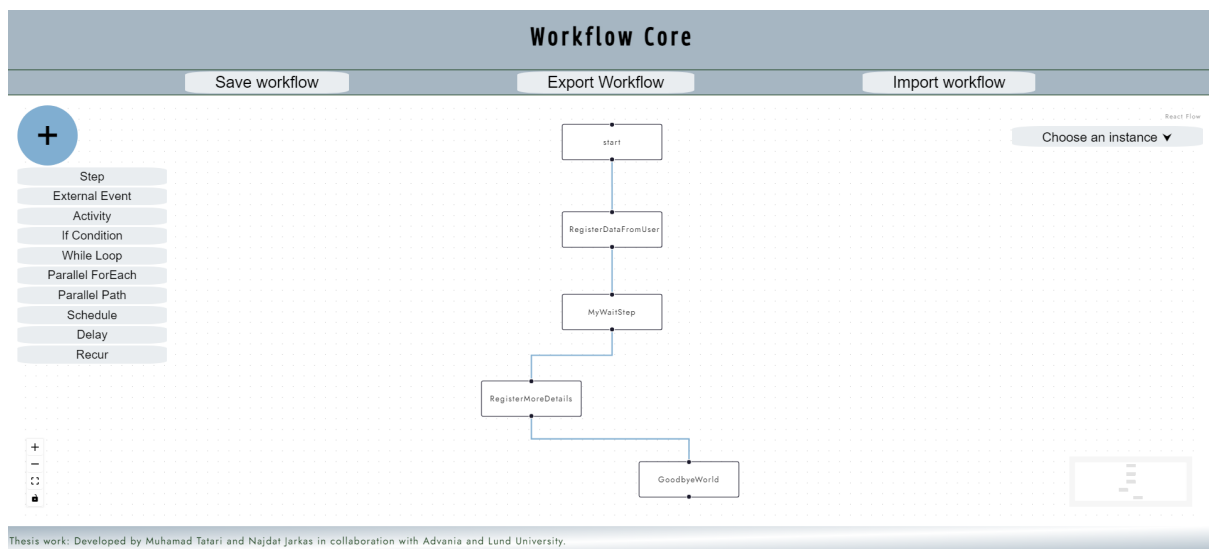 Workflow Core
Save workflow
Export Workflow
Import workflow
React Flow
Choose an instance
+
Step
External Event
Activity
If Condition
While Loop
Parallel ForEach
Parallel Path
Schedule
Delay
Recur
start
RegisterDataFromUser
MyWaitStep
RegisterMoreDetails
GoodbyeWorld
Thesis work: Developed by Muhamad Tatari and Najdat Jarkas in collaboration with Advania and Lund University.